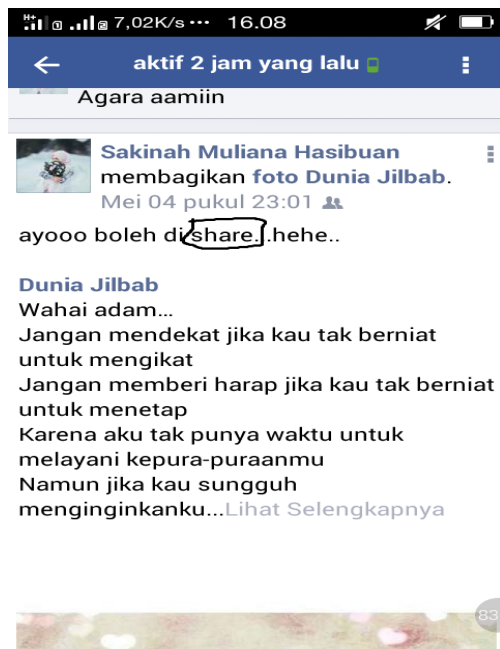 7,02K/s ... 16.08
aktif 2 jam yang lalu
Agara aamiin
Sakinah Muliana Hasibuan
membagikan foto Dunia Jilbab.
Mei 04 pukul 23:01
ayooo boleh di share..hehe..
Dunia Jilbab
Wahai adam...
Jangan mendekat jika kau tak berniat
untuk mengikat
Jangan memberi harap jika kau tak berniat
untuk menetap
Karena aku tak punya waktu untuk
melayani kepura-puraanmu
Namun jika kau sungguh
menginginkanku...Lihat Selengkapnya
83